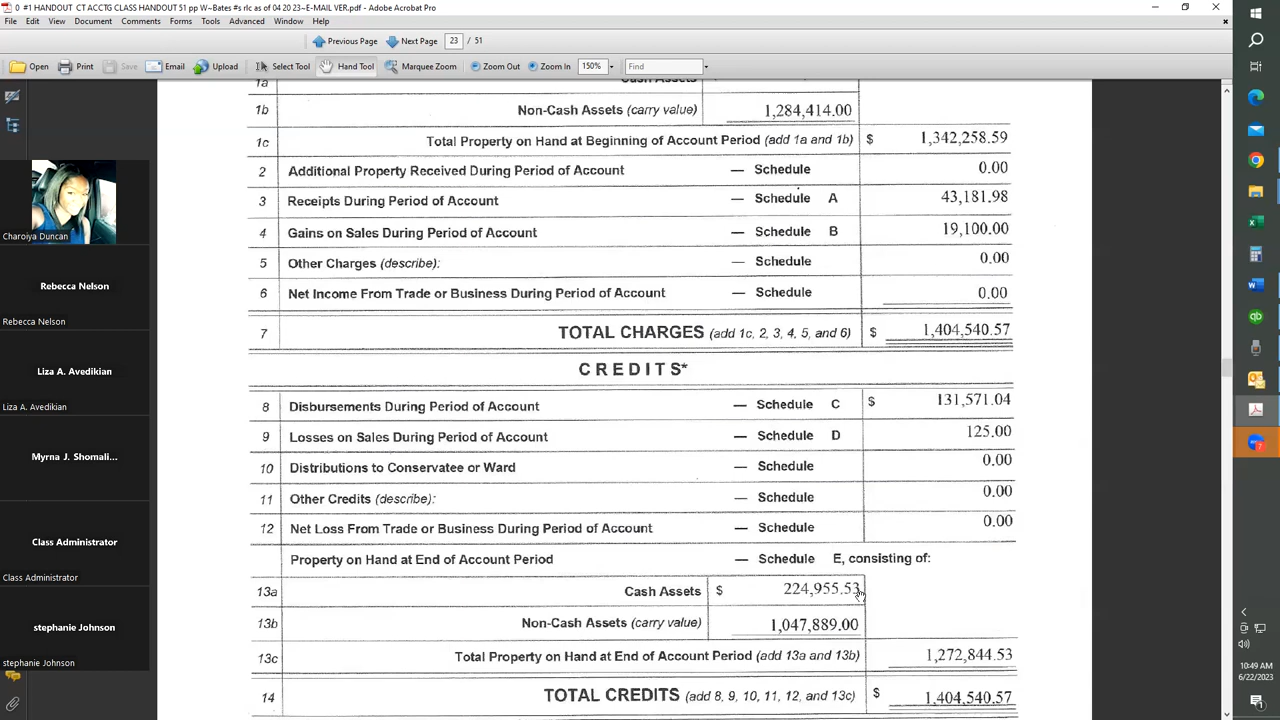 0 #1 HANDOUT CT ACCTG CLASS HANDOUT 51 pp W~Bates #s rlc as of 04 20 23~E-MAIL VER.pdf - Adobe Acrobat Pro
File Edit View Document Comments Forms Tools Advanced Window Help
Previous Page Next Page 23 / 51
Open Print Save Email Upload Select Tool Hand Tool Marquee Zoom Zoom Out Zoom In 150% Find
1a Cash Assets
1b Non-Cash Assets (carry value) 1,284,414.00
1c Total Property on Hand at Beginning of Account Period (add 1a and 1b) $ 1,342,258.59
2 Additional Property Received During Period of Account — Schedule 0.00
3 Receipts During Period of Account — Schedule A 43,181.98
4 Gains on Sales During Period of Account — Schedule B 19,100.00
5 Other Charges (describe): — Schedule 0.00
6 Net Income From Trade or Business During Period of Account — Schedule 0.00
7 TOTAL CHARGES (add 1c, 2, 3, 4, 5, and 6) $ 1,404,540.57
CREDITS*
8 Disbursements During Period of Account — Schedule C $ 131,571.04
9 Losses on Sales During Period of Account — Schedule D 125.00
10 Distributions to Conservatee or Ward — Schedule 0.00
11 Other Credits (describe): — Schedule 0.00
12 Net Loss From Trade or Business During Period of Account — Schedule 0.00
Property on Hand at End of Account Period — Schedule E, consisting of:
13a Cash Assets $ 224,955.53
13b Non-Cash Assets (carry value) 1,047,889.00
13c Total Property on Hand at End of Account Period (add 13a and 13b) 1,272,844.53
14 TOTAL CREDITS (add 8, 9, 10, 11, 12, and 13c) $ 1,404,540.57
Charoiya Duncan
Rebecca Nelson
Rebecca Nelson
Liza A. Avedikian
Liza A. Avedikian
Myrna J. Shomali...
Class Administrator
Class Administrator
stephanie Johnson
stephanie Johnson
10:49 AM
6/22/2023